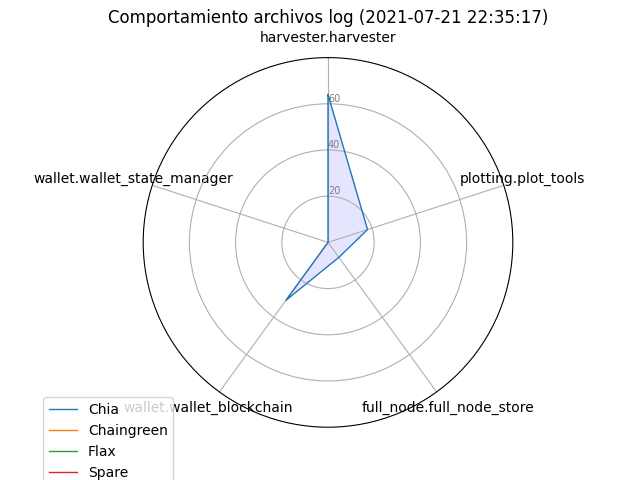 Comportamiento archivos log (2021-07-21 22:35:17)
harvester.harvester
60
40
20
wallet.wallet_state_manager
plotting.plot_tools
wallet.wallet_blockchain
full_node.full_node_store
Chia
Chaingreen
Flax
Spare